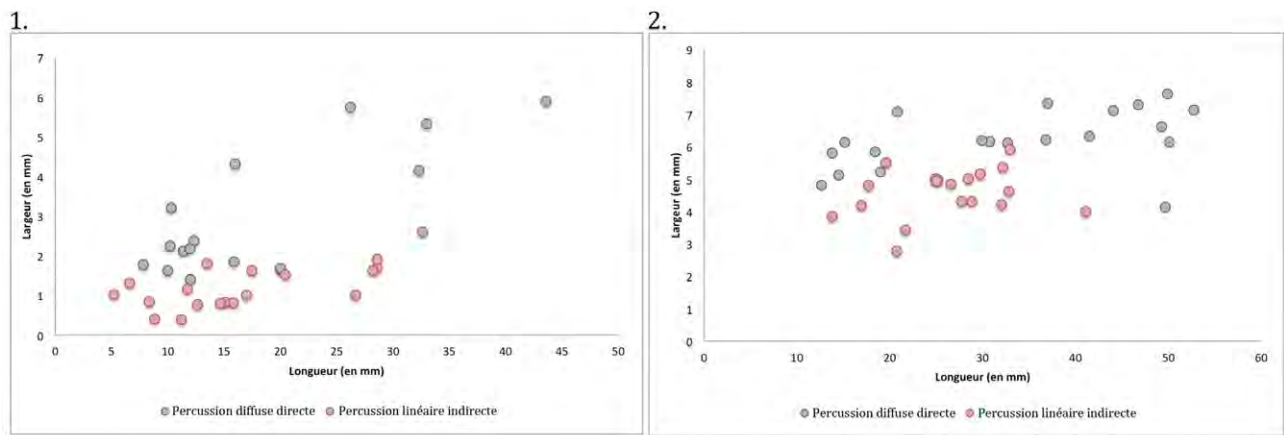 1.
7
6
5
4
3
2
1
0
Largeur (en mm)
0 5 10 15 20 25 30 35 40 45 50
Longueur (en mm)
Percussion diffuse directe Percussion linéaire indirecte
2.
9
8
7
6
5
4
3
2
1
0
Largeur (en mm)
0 10 20 30 40 50 60
Longueur (en mm)
Percussion diffuse directe Percussion linéaire indirecte